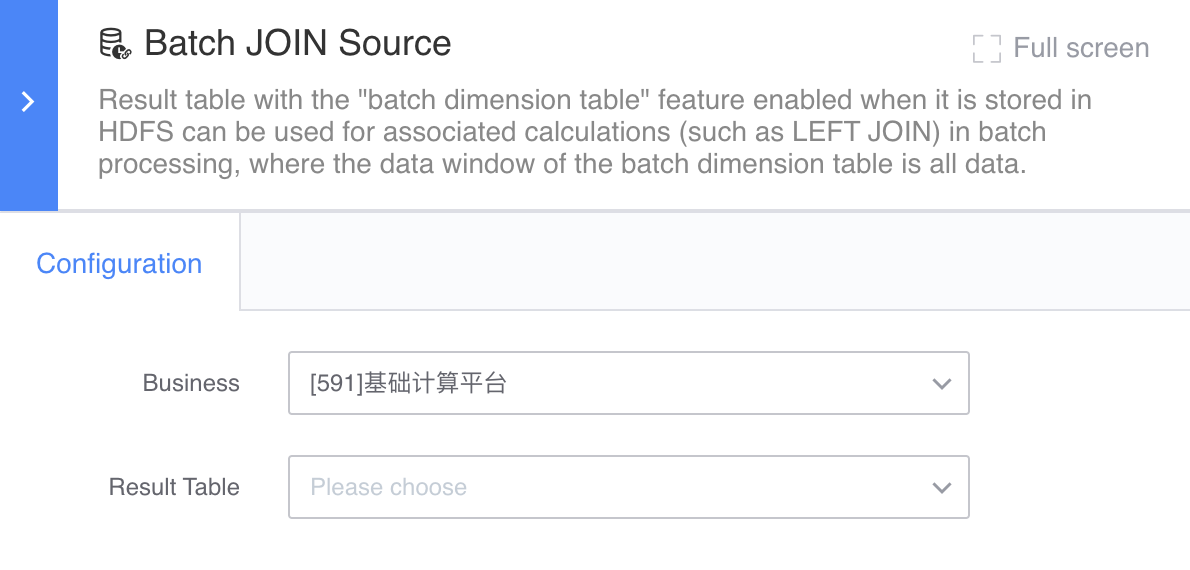 Batch JOIN Source
Full screen
Result table with the "batch dimension table" feature enabled when it is stored in
HDFS can be used for associated calculations (such as LEFT JOIN) in batch
processing, where the data window of the batch dimension table is all data.
Configuration
Business
[591]基础计算平台
Result Table
Please choose